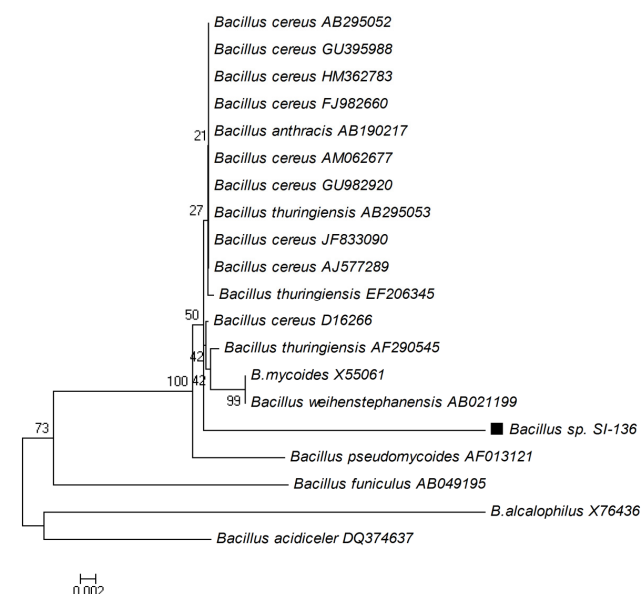 Bacillus cereus AB295052
Bacillus cereus GU395988
Bacillus cereus HM362783
Bacillus cereus FJ982660
21
Bacillus anthracis AB190217
Bacillus cereus AM062677
Bacillus cereus GU982920
27
Bacillus thuringiensis AB295053
Bacillus cereus JF833090
Bacillus cereus AJ577289
Bacillus thuringiensis EF206345
50
Bacillus cereus D16266
42
Bacillus thuringiensis AF290545
100
42
B.mycoides X55061
99
Bacillus weihenstephanensis AB021199
73
Bacillus sp. SI-136
Bacillus pseudomycoides AF013121
Bacillus funiculus AB049195
B.alcalophilus X76436
Bacillus acidiceler DQ374637
0.002